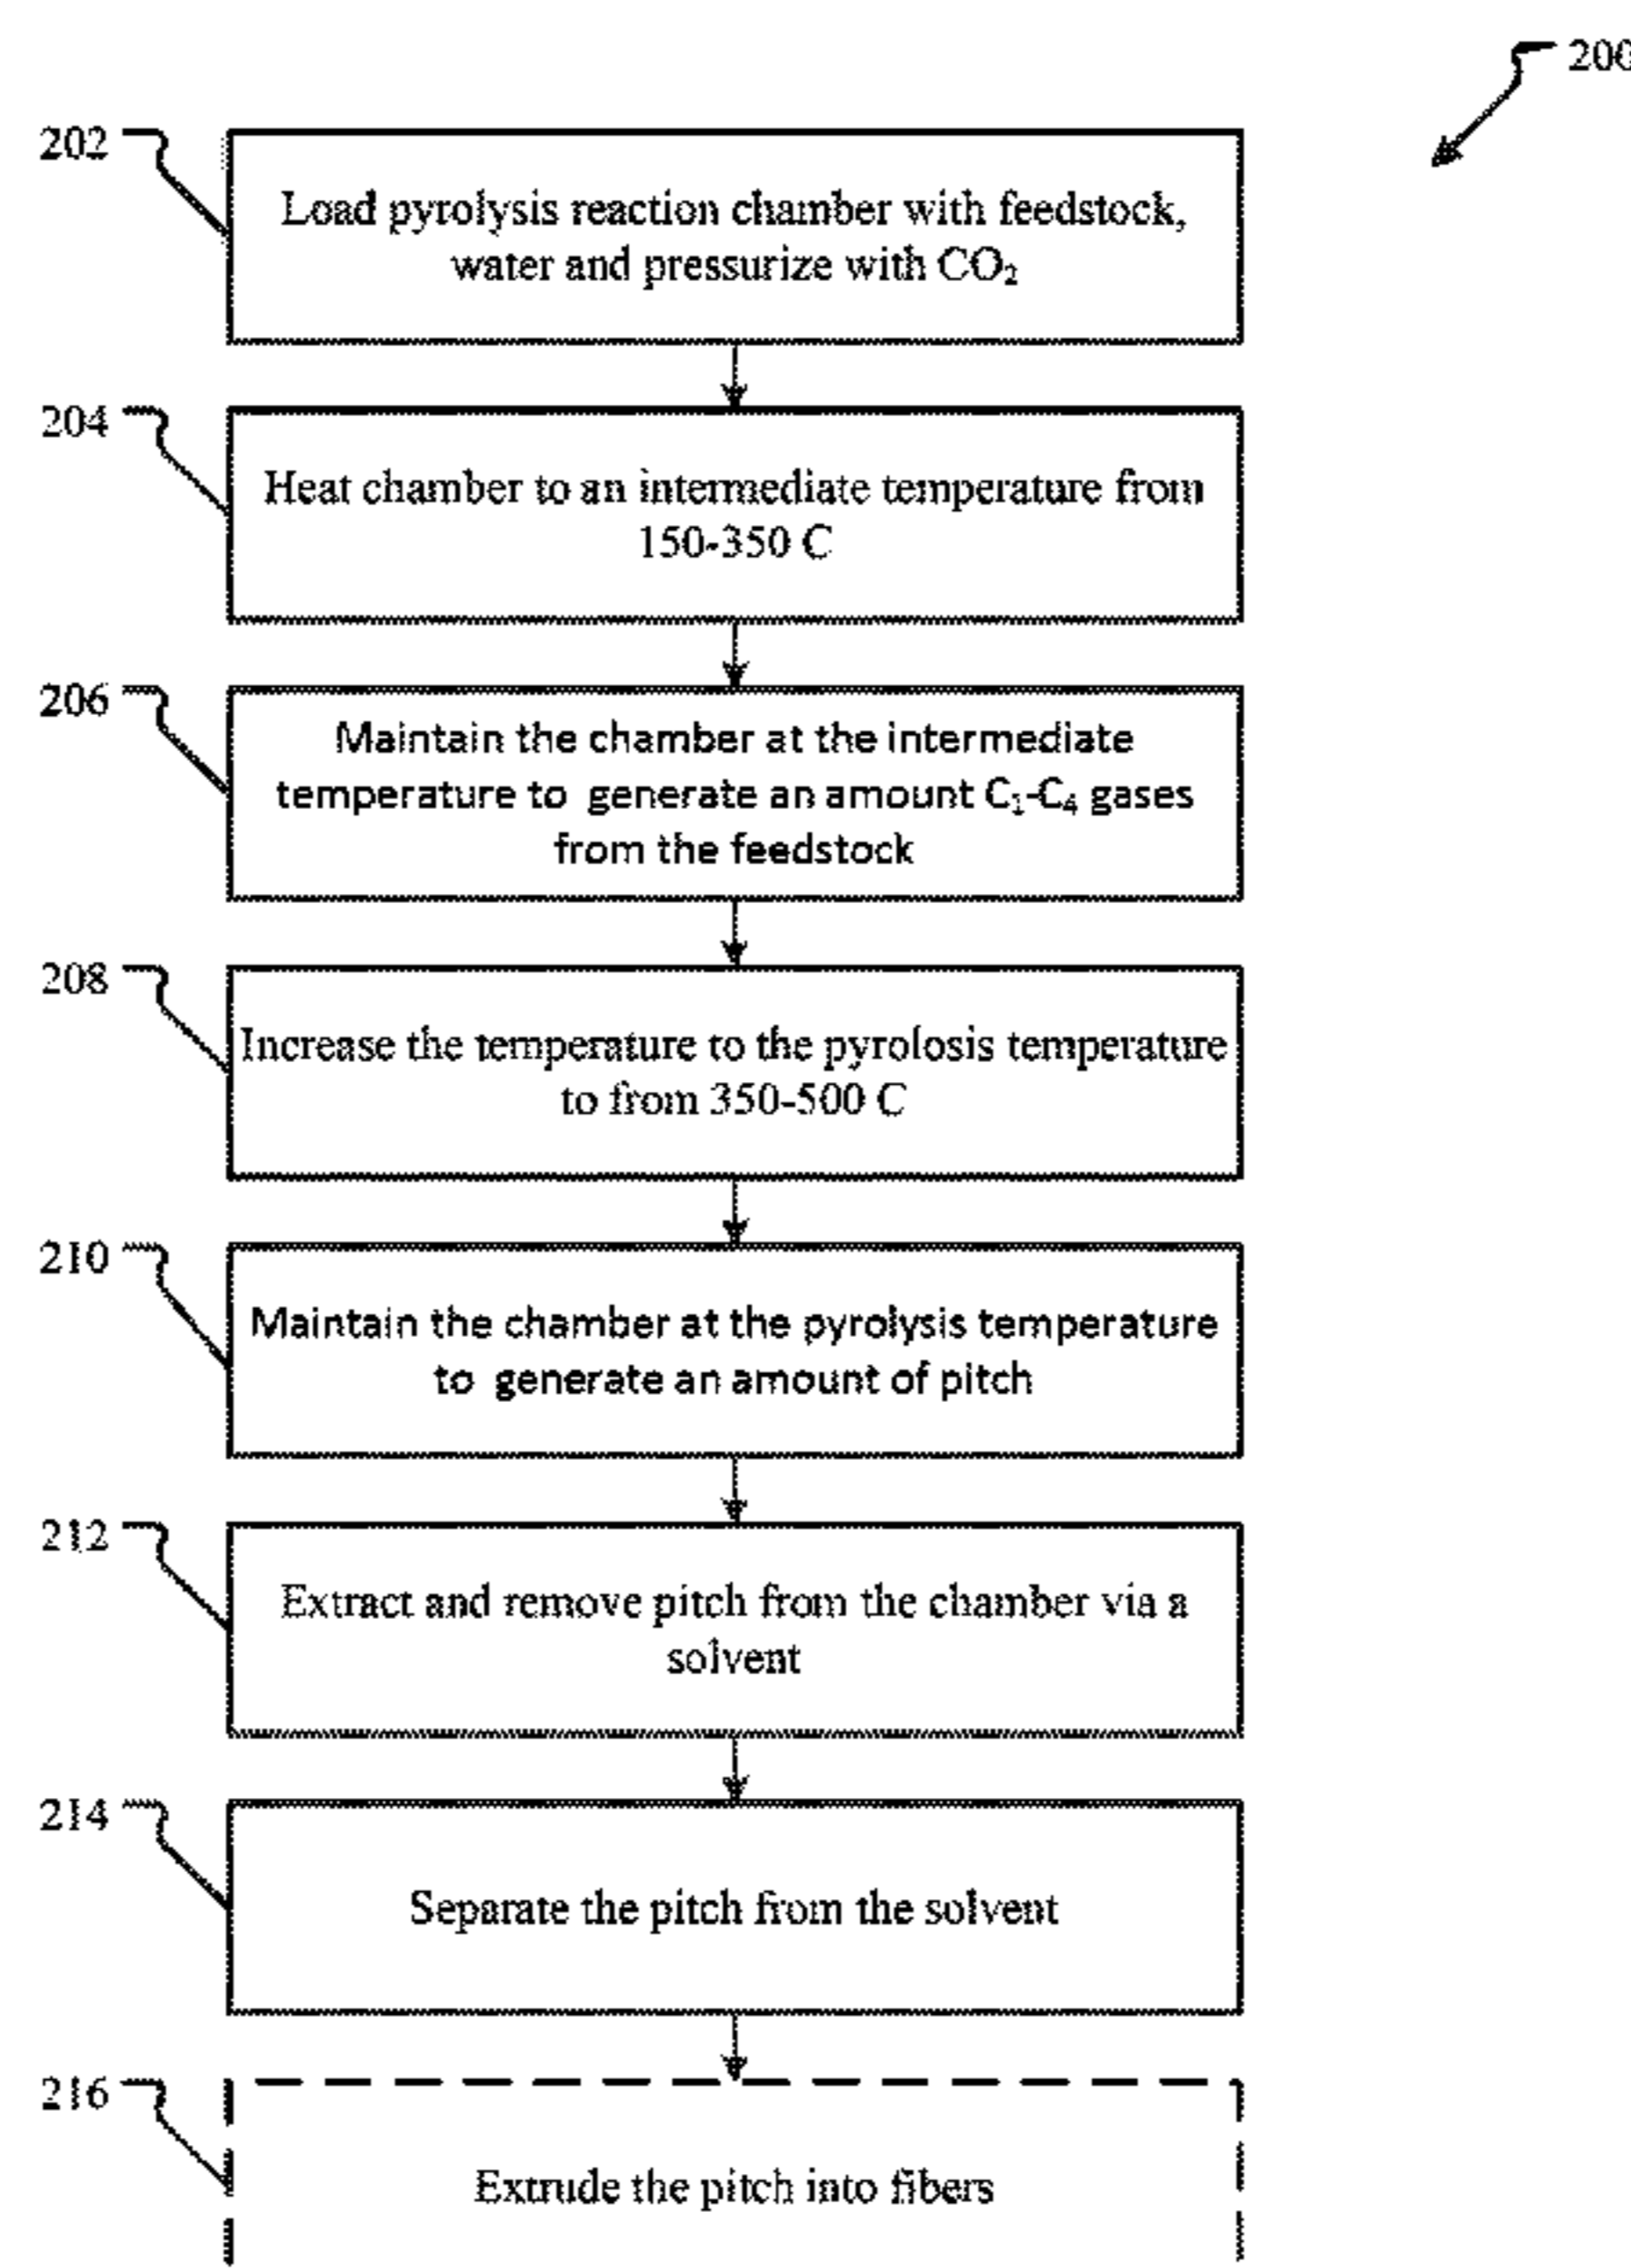 200
202
Load pyrolysis reaction chamber with feedstock,
water and pressurize with CO₂
204
Heat chamber to an intermediate temperature from
150-350 C
206
Maintain the chamber at the intermediate
temperature to generate an amount C₁-C₄ gases
from the feedstock
208
Increase the temperature to the pyrolosis temperature
to from 350-500 C
210
Maintain the chamber at the pyrolysis temperature
to generate an amount of pitch
212
Extract and remove pitch from the chamber via a
solvent
214
Separate the pitch from the solvent
216
Extrude the pitch into fibers